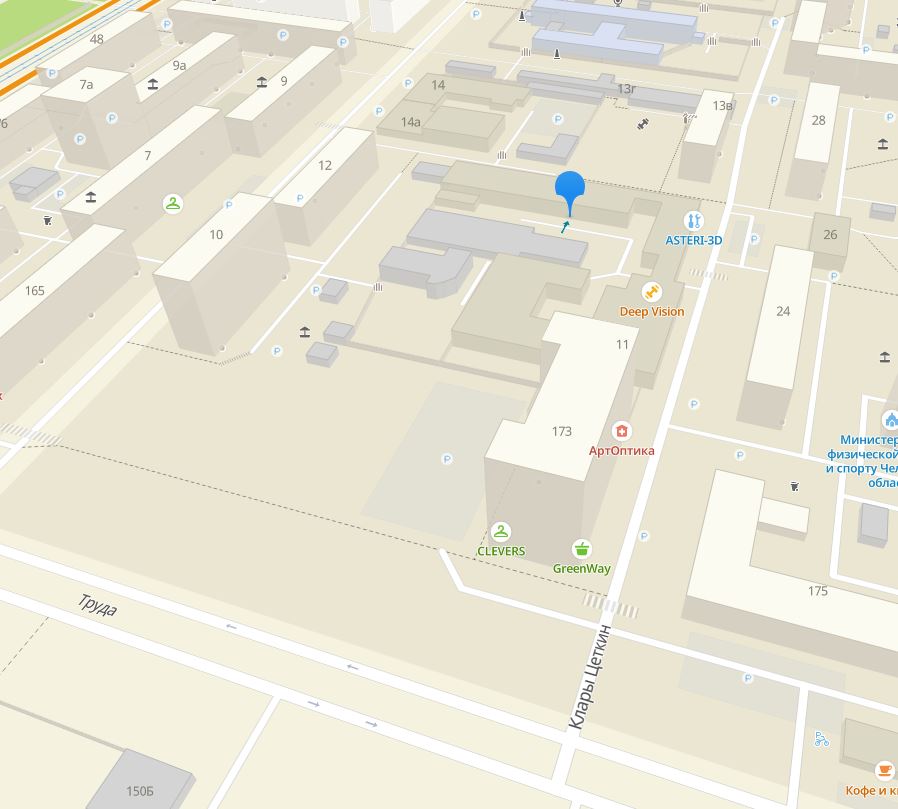 48
9а
7а
9
14
13г
13в
14а
28
7
12
10
ASTERI-3D
26
165
Deep Vision
24
11
173
АртОптика
Министер
физической
и спорту Чел
обла
CLEVERS
GreenWay
175
Труда
Клары Цеткин
150Б
Кофе и к